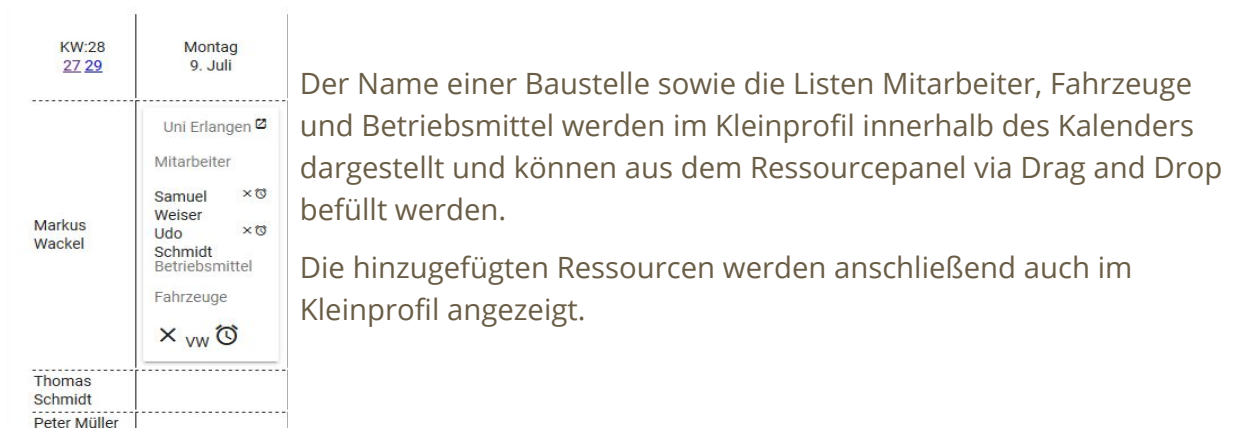 KW:28
27 29
Montag
9. Juli
Uni Erlangen
Mitarbeiter
Samuel
Weiser
Udo
Schmidt
Betriebsmittel
Fahrzeuge
VW
Markus
Wackel
Thomas
Schmidt
Peter Müller
Der Name einer Baustelle sowie die Listen Mitarbeiter, Fahrzeuge
und Betriebsmittel werden im Kleinprofil innerhalb des Kalenders
dargestellt und können aus dem Ressourcepanel via Drag and Drop
befüllt werden.
Die hinzugefügten Ressourcen werden anschließend auch im
Kleinprofil angezeigt.